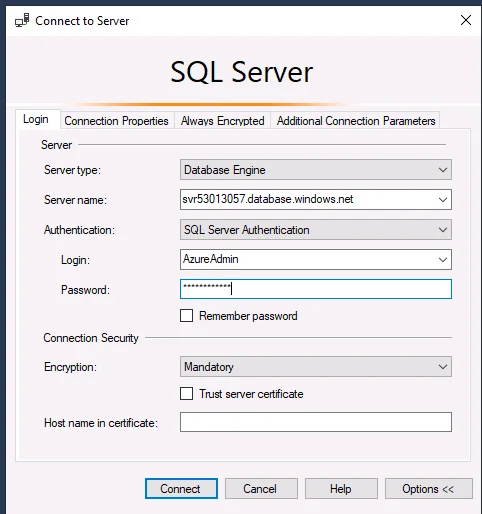 Connect to Server
SQL Server
Login Connection Properties Always Encrypted Additional Connection Parameters
Server
Server type: Database Engine
Server name: svr53013057.database.windows.net
Authentication: SQL Server Authentication
Login: AzureAdmin
Password: ************
Remember password
Connection Security
Encryption: Mandatory
Trust server certificate
Host name in certificate:
Connect Cancel Help Options <<